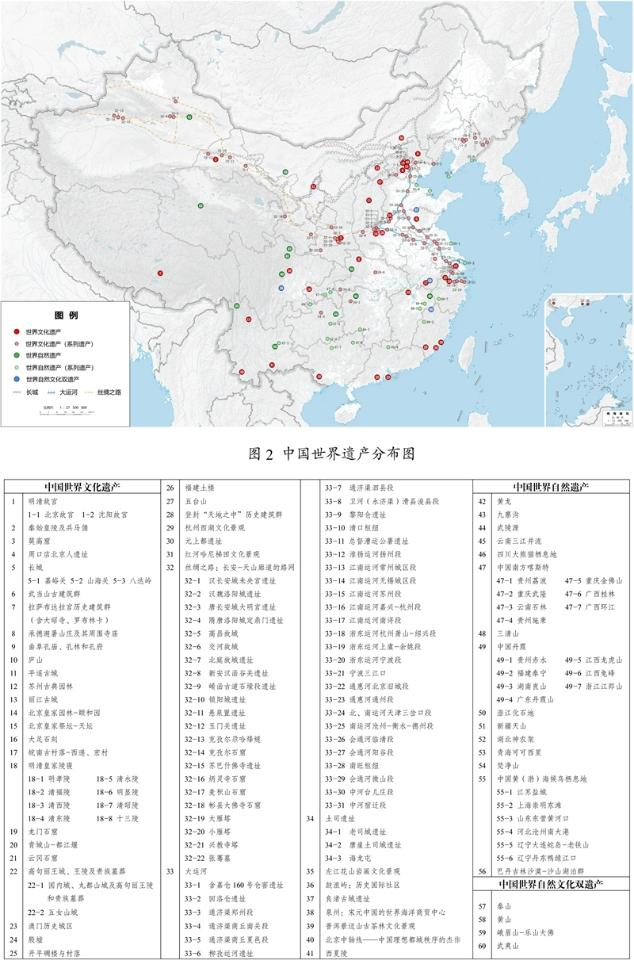 图 例
世界文化遗产
世界文化遗产（系列遗产）
世界自然遗产
世界自然遗产（系列遗产）
世界自然文化双遗产
长城 大运河 丝绸之路
图 2 中国世界遗产分布图
中国世界文化遗产
1 明清故宫
1-1 北京故宫 1-2 沈阳故宫
2 秦始皇陵及兵马俑
3 莫高窟
4 周口店北京人遗址
5 长城
5-1 嘉峪关 5-2 山海关 5-3 八达岭
6 武当山古建筑群
7 拉萨布达拉宫历史建筑群
（含大昭寺、罗布林卡）
8 承德避暑山庄及其周围寺庙
9 曲阜孔庙、孔林和孔府
10 庐山
11 平遥古城
12 苏州古典园林
13 丽江古城
14 北京皇家园林-颐和园
15 北京皇家祭坛-天坛
16 大足石刻
17 皖南古村落-西递、宏村
18 明清皇家陵寝
18-1 明孝陵 18-5 清永陵
18-2 清福陵 18-6 明显陵
18-3 清西陵 18-7 清昭陵
18-4 清东陵 18-8 十三陵
19 龙门石窟
20 青城山-都江堰
21 云冈石窟
22 高句丽王城、王陵及贵族墓葬
22-1 国内城、丸都山城及高句丽王陵
和贵族墓葬
22-2 五女山城
23 澳门历史城区
24 殷墟
25 开平碉楼与村落
26 福建土楼
27 五台山
28 登封“天地之中”历史建筑群
29 杭州西湖文化景观
30 元上都遗址
31 红河哈尼梯田文化景观
32 丝绸之路：长安-天山廊道的路网
32-1 汉长安城未央宫遗址
32-2 汉魏洛阳城遗址
32-3 唐长安城大明宫遗址
32-4 隋唐洛阳城定鼎门遗址
32-5 高昌故城
32-6 交河故城
32-7 北庭故城遗址
32-8 新安汉函谷关遗址
32-9 崤函古道石壕段遗址
32-10 锁阳城遗址
32-11 悬泉置遗址
32-12 玉门关遗址
32-13 克孜尔尕哈烽燧
32-14 克孜尔石窟
32-15 苏巴什佛寺遗址
32-16 炳灵寺石窟
32-17 麦积山石窟
32-18 彬县大佛寺石窟
32-19 大雁塔
32-20 小雁塔
32-21 兴教寺塔
32-22 张骞墓
33 大运河
33-1 含嘉仓160号仓窖遗址
33-2 回洛仓遗址
33-3 通济渠郑州段
33-4 通济渠商丘南关段
33-5 通济渠商丘夏邑段
33-6 柳孜运河遗址
33-7 通济渠泗县段
33-8 卫河（永济渠）滑县浚县段
33-9 黎阳仓遗址
33-10 清口枢纽
33-11 总督漕运公署遗址
33-12 淮扬运河扬州段
33-13 江南运河常州城区段
33-14 江南运河无锡城区段
33-15 江南运河苏州段
33-16 江南运河嘉兴-杭州段
33-17 江南运河南浔段
33-18 浙东运河杭州萧山-绍兴段
33-19 浙东运河上虞-余姚段
33-20 浙东运河宁波段
33-21 宁波三江口
33-22 通惠河北京旧城段
33-23 通惠河通州段
33-24 北、南运河天津三岔口段
33-25 南运河沧州-衡水-德州段
33-26 会通河临清段
33-27 会通河阳谷段
33-28 南旺枢纽
33-29 会通河微山段
33-30 中河台儿庄段
33-31 中河宿迁段
34 土司遗址
34-1 老司城遗址
34-2 唐崖土司城遗址
34-3 海龙屯
35 左江花山岩画文化景观
36 鼓浪屿：历史国际社区
37 良渚古城遗址
38 泉州：宋元中国的世界海洋商贸中心
39 普洱景迈山古茶林文化景观
40 北京中轴线——中国理想都城秩序的杰作
41 西夏陵
中国世界自然遗产
42 黄龙
43 九寨沟
44 武陵源
45 云南三江并流
46 四川大熊猫栖息地
47 中国南方喀斯特
47-1 贵州荔波 47-5 重庆金佛山
47-2 重庆武隆 47-6 广西桂林
47-3 云南石林 47-7 广西环江
47-4 贵州施秉
48 三清山
49 中国丹霞
49-1 贵州赤水 49-5 江西龙虎山
49-2 福建泰宁 49-6 江西龟峰
49-3 湖南崀山 49-7 浙江江郎山
49-4 广东丹霞山
50 澄江化石地
51 新疆天山
52 湖北神农架
53 青海可可西里
54 梵净山
55 中国黄（渤）海候鸟栖息地
55-1 江苏盐城
55-2 上海崇明东滩
55-3 山东东营黄河口
55-4 河北沧州南大港
55-5 辽宁大连蛇岛-老铁山
55-6 辽宁丹东鸭绿江口
56 巴丹吉林沙漠-沙山湖泊群
中国世界自然文化双遗产
57 泰山
58 黄山
59 峨眉山-乐山大佛
60 武夷山